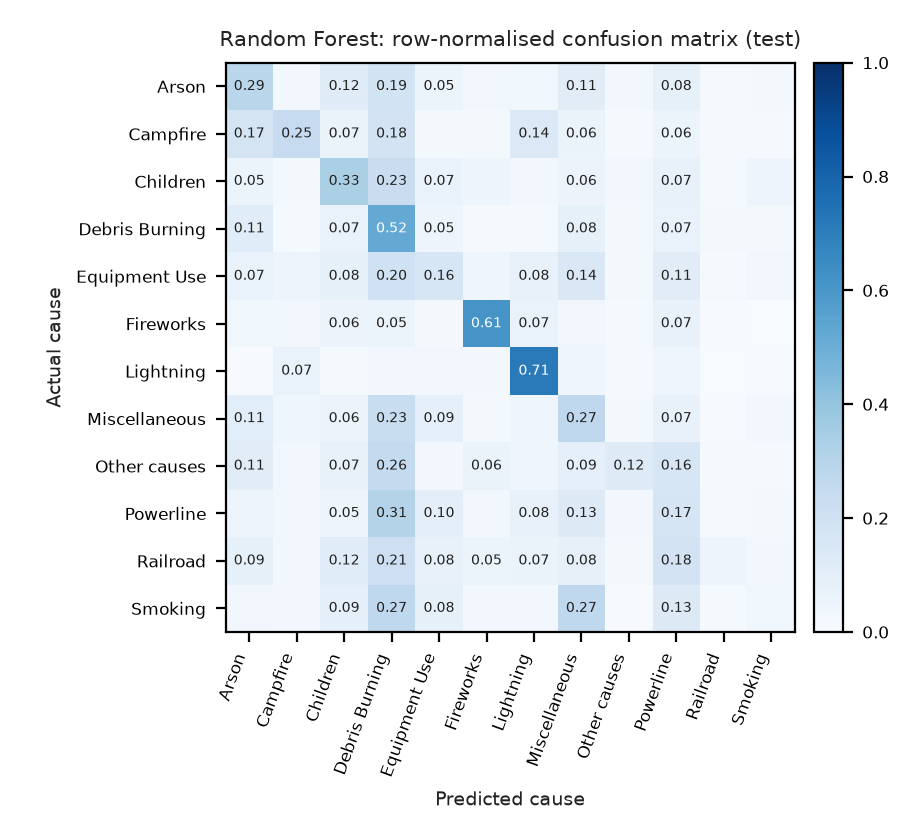 Random Forest: row-normalised confusion matrix (test)
Arson 0.29 0.12 0.19 0.05 0.11 0.08
Campfire 0.17 0.25 0.07 0.18 0.14 0.06 0.06
Children 0.05 0.33 0.23 0.07 0.06 0.07
Debris Burning 0.11 0.07 0.52 0.05 0.08 0.07
Equipment Use 0.07 0.08 0.20 0.16 0.08 0.14 0.11
Fireworks 0.06 0.05 0.61 0.07 0.07
Lightning 0.07 0.71
Miscellaneous 0.11 0.06 0.23 0.09 0.27 0.07
Other causes 0.11 0.07 0.26 0.06 0.09 0.12 0.16
Powerline 0.05 0.31 0.10 0.08 0.13 0.17
Railroad 0.09 0.12 0.21 0.08 0.05 0.07 0.08 0.18
Smoking 0.09 0.27 0.08 0.27 0.13
Actual cause
Arson
Campfire
Children
Debris Burning
Equipment Use
Fireworks
Lightning
Miscellaneous
Other causes
Powerline
Railroad
Smoking
Predicted cause
1.0
0.8
0.6
0.4
0.2
0.0